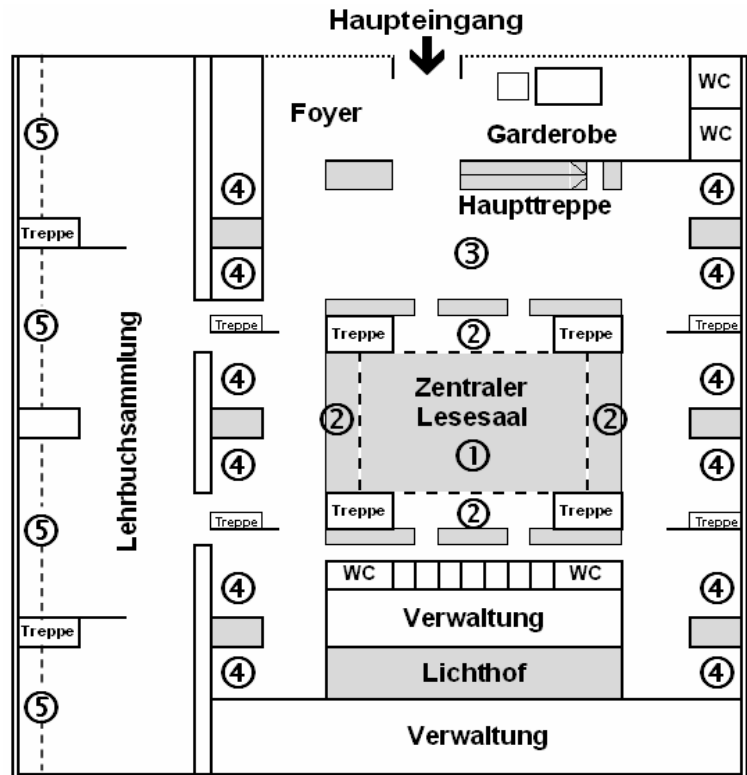 Haupteingang
Foyer
Garderobe
WC
WC
Haupttreppe
5
4
4
Treppe
3
4
4
5
Treppe
Treppe
2
Treppe
Treppe
Lehrbuchsammlung
4
Zentraler
Lesesaal
4
2
2
4
1
4
5
Treppe
Treppe
2
Treppe
Treppe
4
WC
WC
4
Treppe
Verwaltung
4
Lichthof
4
5
Verwaltung